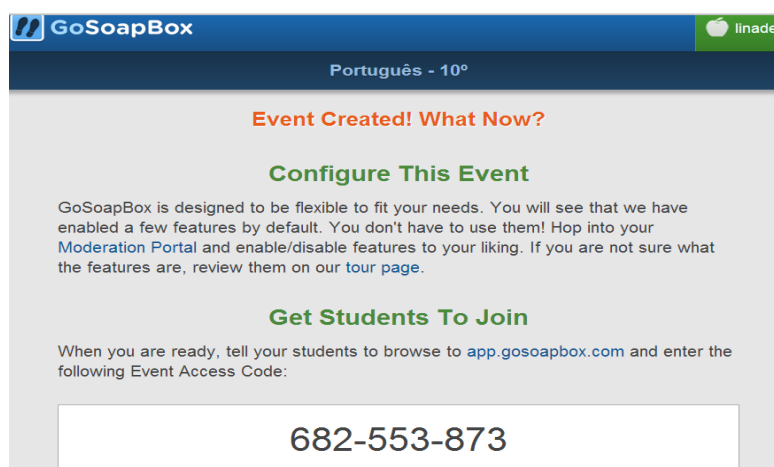 GoSoapBox
linade
Português - 10º
Event Created! What Now?
Configure This Event
GoSoapBox is designed to be flexible to fit your needs. You will see that we have
enabled a few features by default. You don't have to use them! Hop into your
Moderation Portal and enable/disable features to your liking. If you are not sure what
the features are, review them on our tour page.
Get Students To Join
When you are ready, tell your students to browse to app.gosoapbox.com and enter the
following Event Access Code:
682-553-873